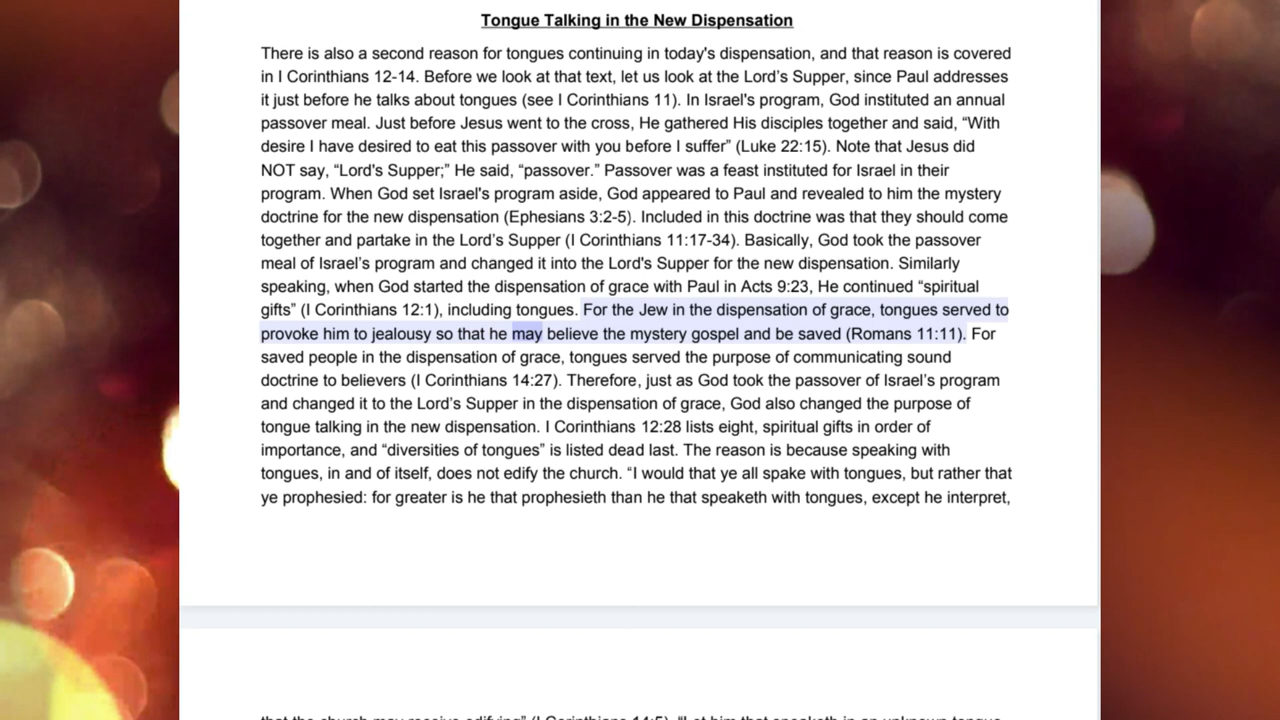 Tongue Talking in the New Dispensation
There is also a second reason for tongues continuing in today's dispensation, and that reason is covered
in I Corinthians 12-14. Before we look at that text, let us look at the Lord’s Supper, since Paul addresses
it just before he talks about tongues (see I Corinthians 11). In Israel's program, God instituted an annual
passover meal. Just before Jesus went to the cross, He gathered His disciples together and said, “With
desire I have desired to eat this passover with you before I suffer” (Luke 22:15). Note that Jesus did
NOT say, “Lord's Supper;” He said, “passover.” Passover was a feast instituted for Israel in their
program. When God set Israel's program aside, God appeared to Paul and revealed to him the mystery
doctrine for the new dispensation (Ephesians 3:2-5). Included in this doctrine was that they should come
together and partake in the Lord’s Supper (I Corinthians 11:17-34). Basically, God took the passover
meal of Israel’s program and changed it into the Lord's Supper for the new dispensation. Similarly
speaking, when God started the dispensation of grace with Paul in Acts 9:23, He continued “spiritual
gifts” (I Corinthians 12:1), including tongues. For the Jew in the dispensation of grace, tongues served to
provoke him to jealousy so that he may believe the mystery gospel and be saved (Romans 11:11). For
saved people in the dispensation of grace, tongues served the purpose of communicating sound
doctrine to believers (I Corinthians 14:27). Therefore, just as God took the passover of Israel’s program
and changed it to the Lord’s Supper in the dispensation of grace, God also changed the purpose of
tongue talking in the new dispensation. I Corinthians 12:28 lists eight, spiritual gifts in order of
importance, and “diversities of tongues” is listed dead last. The reason is because speaking with
tongues, in and of itself, does not edify the church. “I would that ye all spake with tongues, but rather that
ye prophesied: for greater is he that prophesieth than he that speaketh with tongues, except he interpret,
that the church may receive edifying” (I Corinthians 14:5). “Let him that speaketh in an unknown tongue